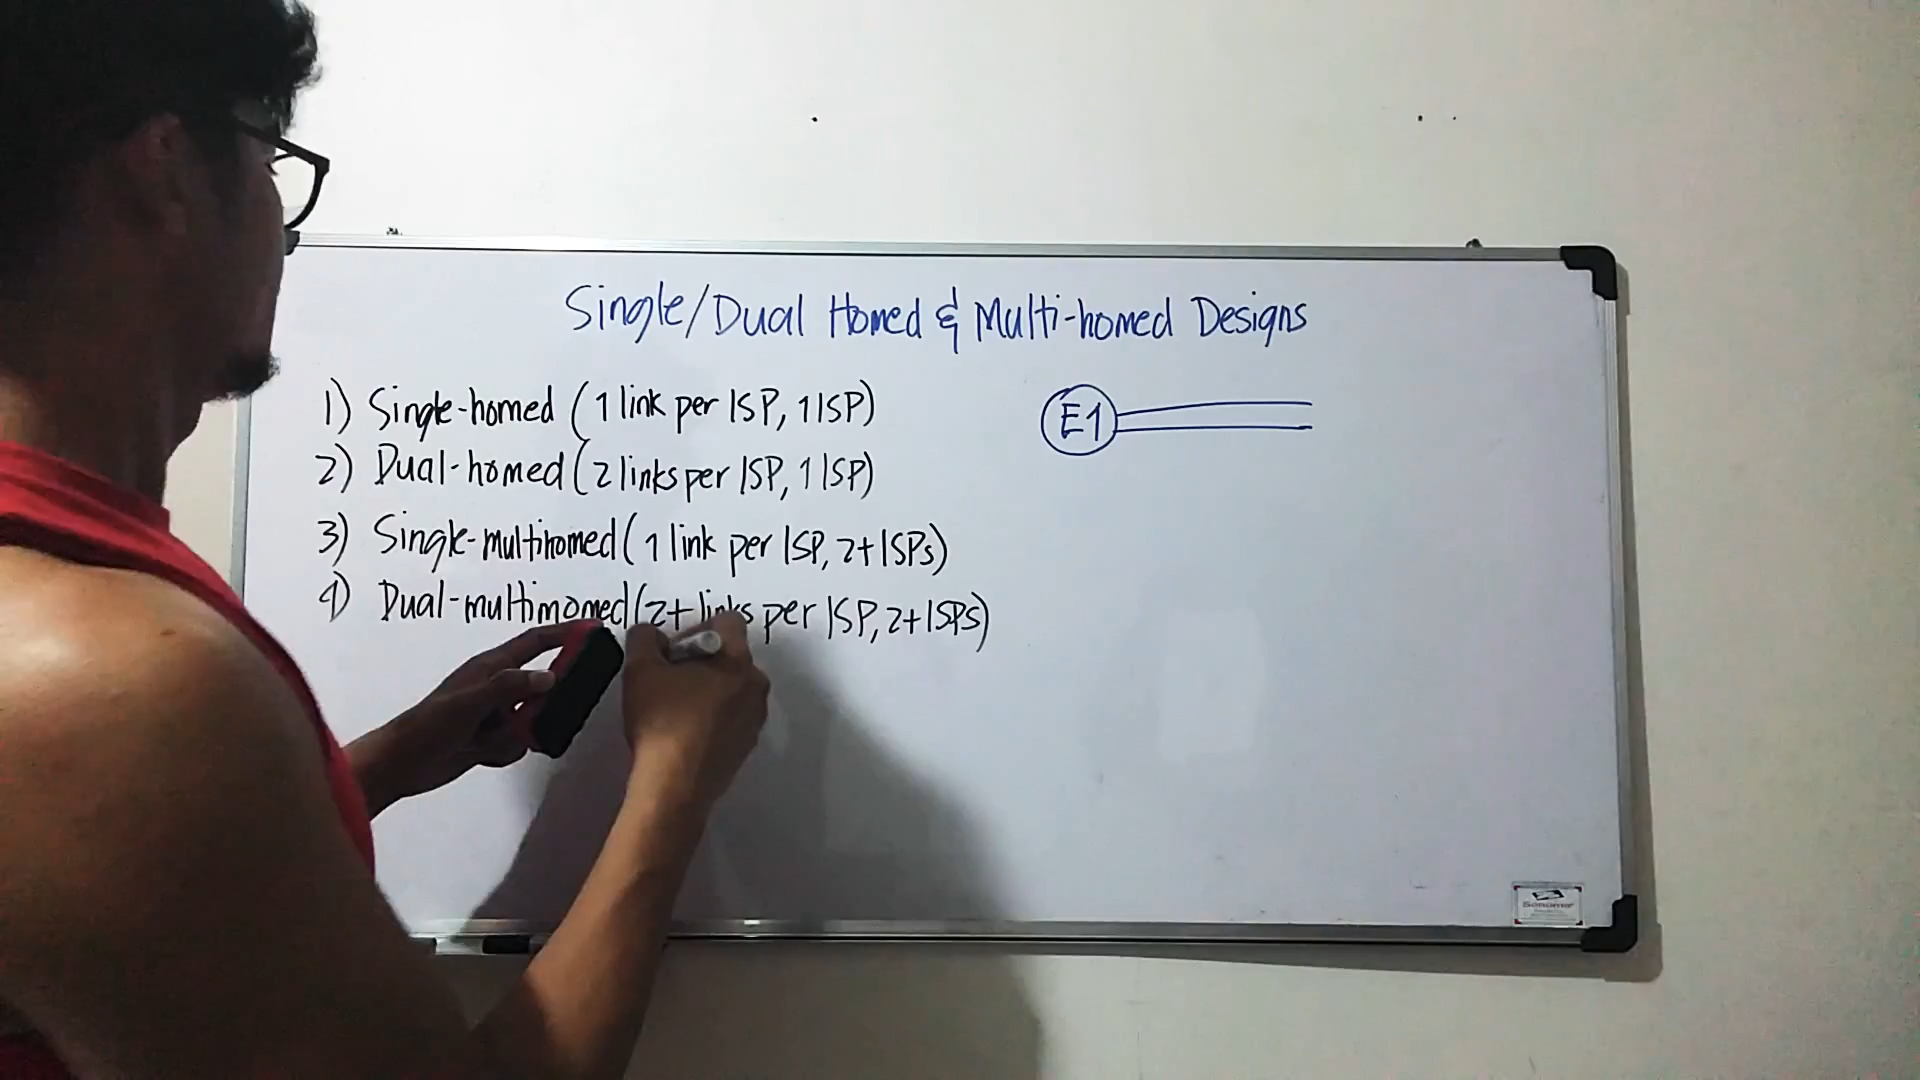 Single/Dual Homed & Multi-homed Designs
1) Single-homed (1 link per ISP, 1 ISP)
2) Dual-homed (2 links per ISP, 1 ISP)
3) Single-multihomed (1 link per ISP, 2+ ISPs)
4) Dual-multihomed (2+ links per ISP, 2+ ISPs)
E1